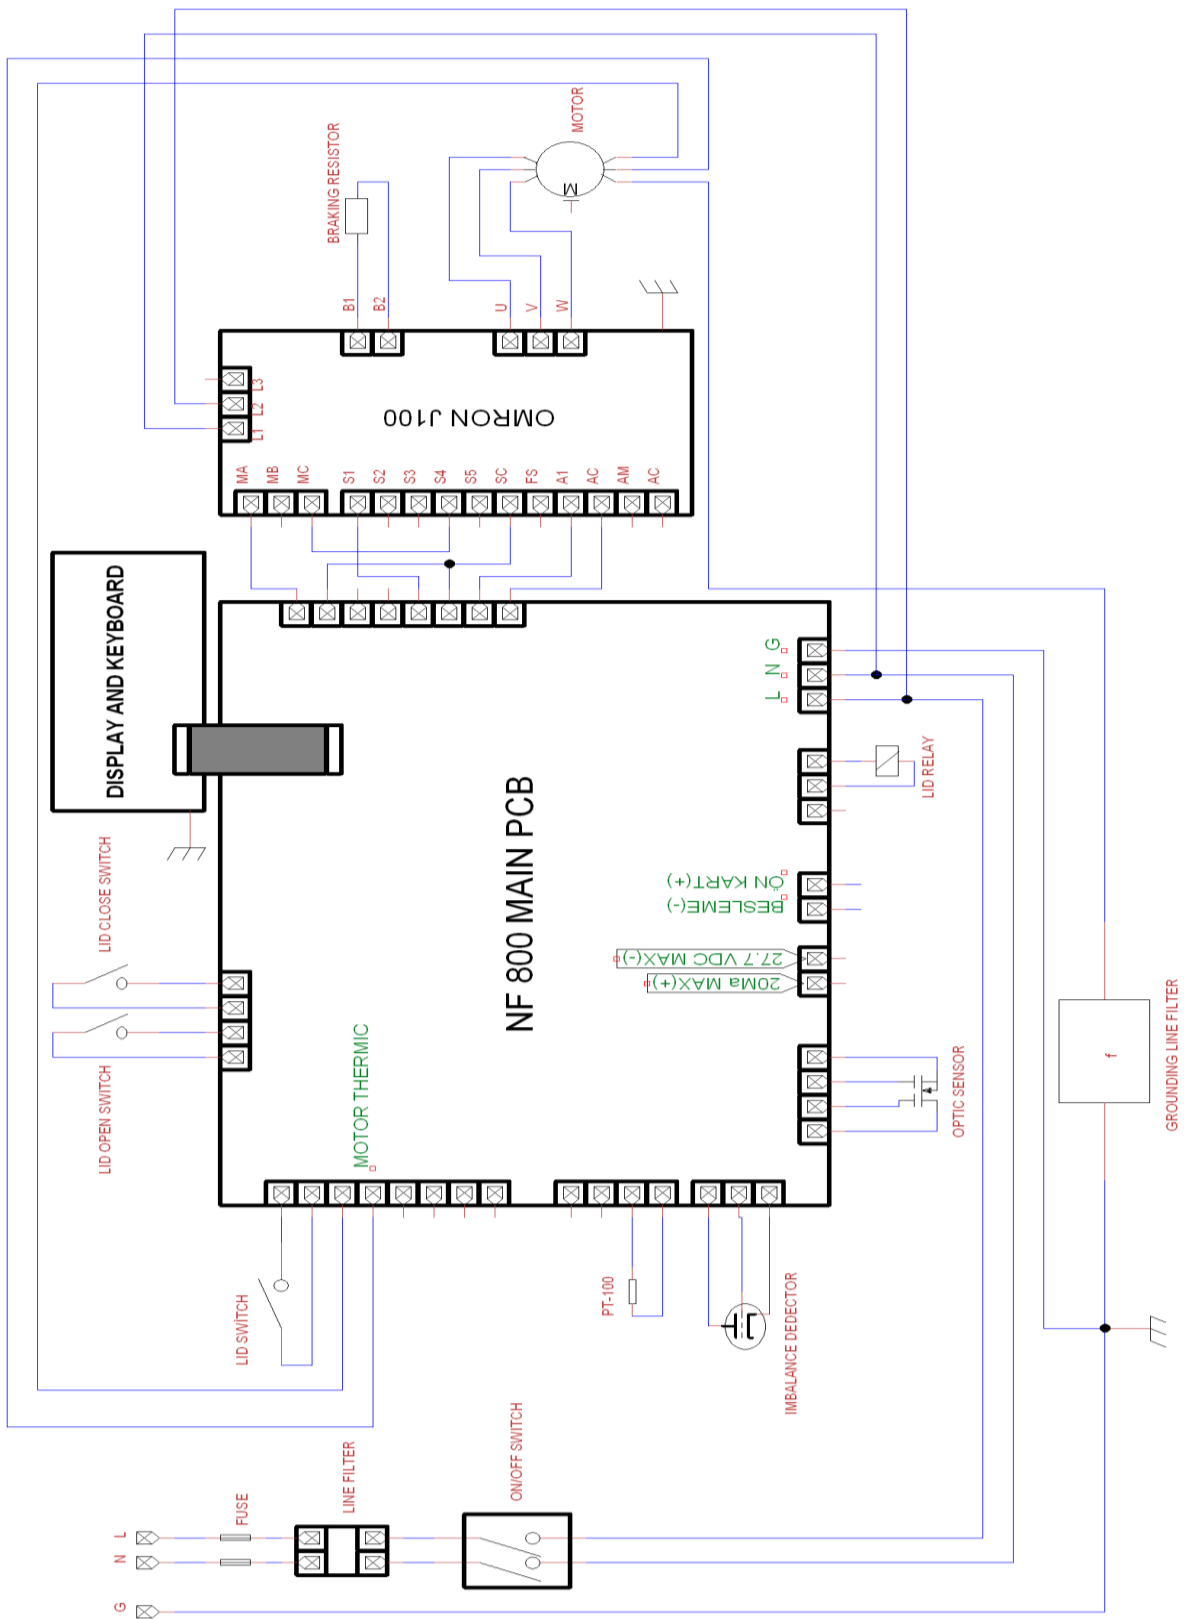 MOTOR
BRAKING RESISTOR
M
B1
B2
U
V
W
L3
L2
L1
OMRON J100
MA
MB
MC
S1
S2
S3
S4
S5
SC
FS
A1
AC
AM
AC
DISPLAY AND KEYBOARD
L
N
G
LID RELAY
NF 800 MAIN PCB
ÖN KART(+)
BESLEME(-)
27.7 VDC MAX(-)
20Ma MAX(+)
LID CLOSE SWITCH
LID OPEN SWITCH
MOTOR THERMIC
OPTIC SENSOR
f
GROUNDING LINE FILTER
LID SWİTCH
PT-100
IMBALANCE DEDECTOR
ON/OFF SWITCH
LINE FILTER
FUSE
L
N
G